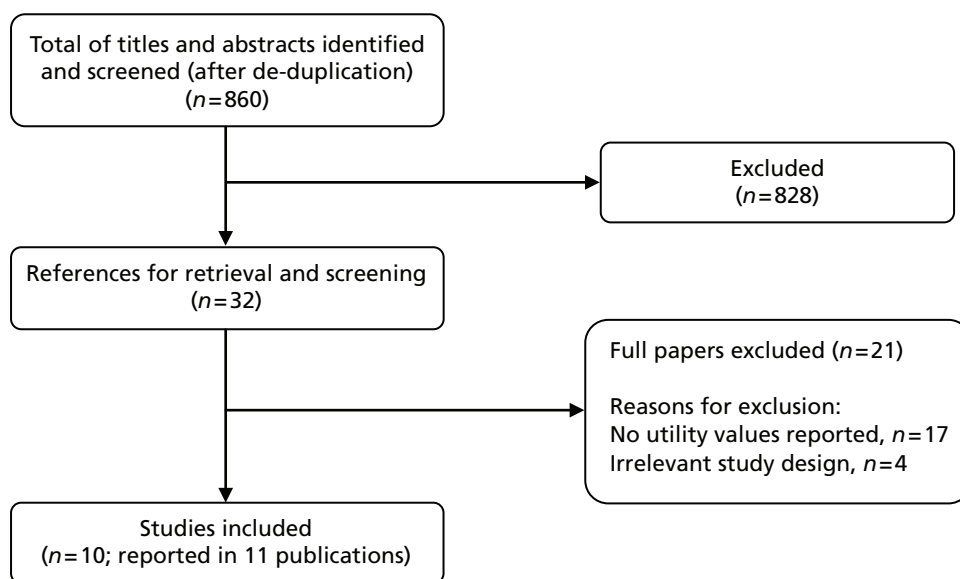 Total of titles and abstracts identified
and screened (after de-duplication)
(n=860)
Excluded
(n=828)
References for retrieval and screening
(n=32)
Full papers excluded (n=21)
Reasons for exclusion:
No utility values reported, n=17
Irrelevant study design, n=4
Studies included
(n=10; reported in 11 publications)